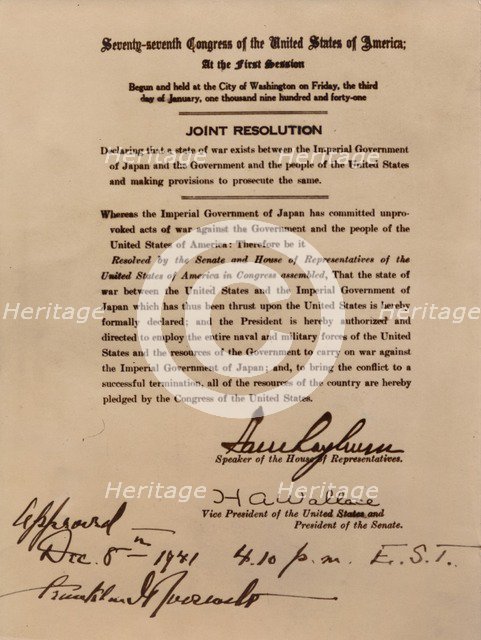 Seventy-seventh Congress of the United States of America;
At the First Session
Begun and held at the City of Washington on Friday, the third
day of January, one thousand nine hundred and forty-one
JOINT RESOLUTION
Declaring that a state of war exists between the Imperial Government
of Japan and the Government and the people of the United States
and making provisions to prosecute the same.
Whereas the Imperial Government of Japan has committed unpro-
voked acts of war against the Government and the people of the
United States of America: Therefore be it
Resolved by the Senate and House of Representatives of the
United States of America in Congress assembled, That the state of
war between the United States and the Imperial Government of
Japan which has thus been thrust upon the United States is hereby
formally declared; and the President is hereby authorized and
directed to employ the entire naval and military forces of the United
States and the resources of the Government to carry on war against
the Imperial Government of Japan; and, to bring the conflict to a
successful termination, all of the resources of the country are hereby
pledged by the Congress of the United States.
Sam Rayburn
Speaker of the House of Representatives.
H A Wallace
Vice President of the United States and
President of the Senate.
Approved
Dec. 8th 1941 4.10 p.m. E.S.T.
Franklin D Roosevelt
Heritage Heritage Heritage
Heritage Heritage Heritage
Heritage Heritage Heritage
©